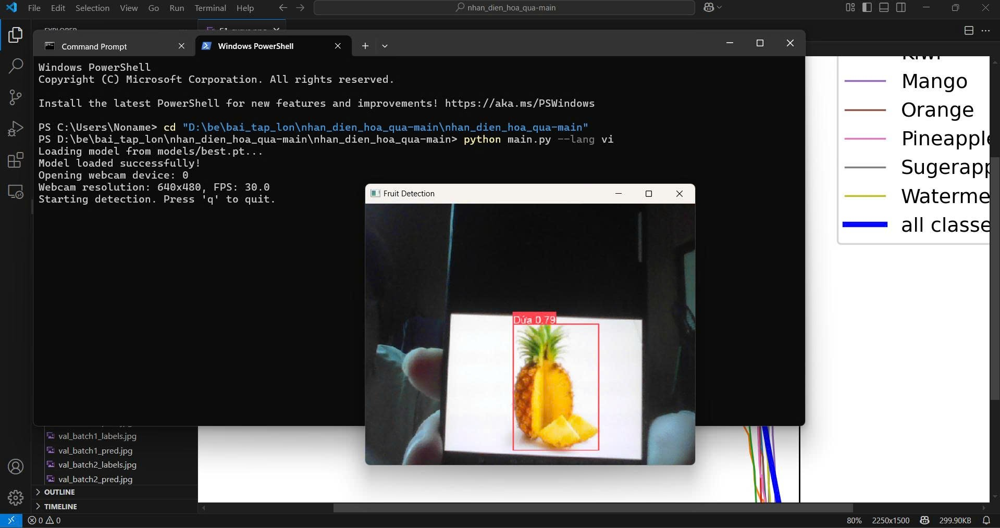 File Edit Selection View Go Run Terminal Help
nhan_dien_hoa_qua-main
Command Prompt
Windows PowerShell
Windows PowerShell
Copyright (C) Microsoft Corporation. All rights reserved.
Install the latest PowerShell for new features and improvements! https://aka.ms/PSWindows
PS C:\Users\Noname> cd "D:\be\bai_tap_lon\nhan_dien_hoa_qua-main\nhan_dien_hoa_qua-main"
PS D:\be\bai_tap_lon\nhan_dien_hoa_qua-main\nhan_dien_hoa_qua-main> python main.py --lang vi
Loading model from models/best.pt...
Model loaded successfully!
Opening webcam device: 0
Webcam resolution: 640x480, FPS: 30.0
Starting detection. Press 'q' to quit.
Fruit Detection
Dứa 0.79
Mango
Orange
Pineapple
Sugerapp
Waterme
all classe
val_batch1_labels.jpg
val_batch1_pred.jpg
val_batch2_labels.jpg
val_batch2_pred.jpg
OUTLINE
TIMELINE
0 0
80% 2250x1500 299.90KB